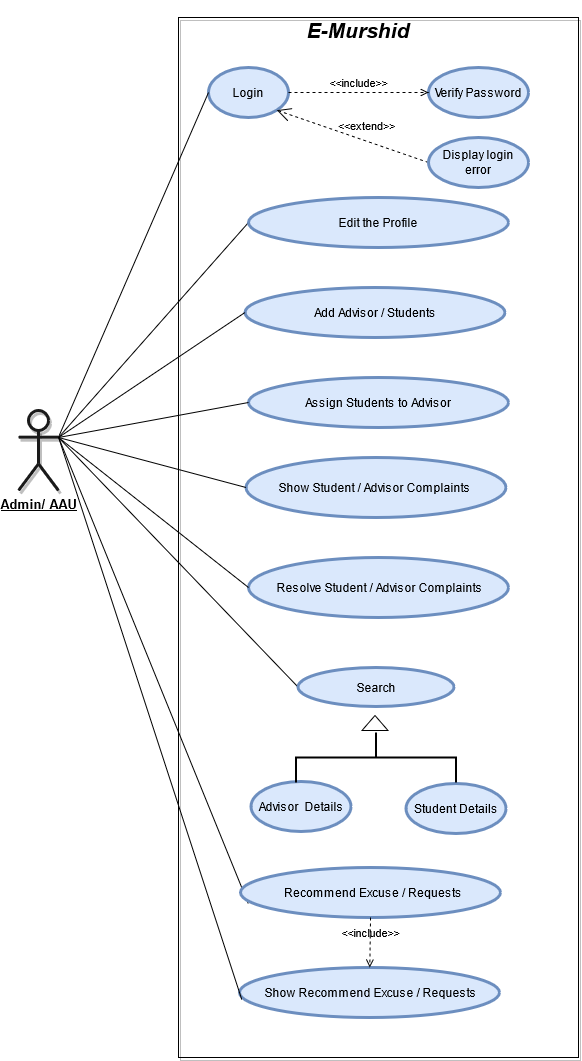 E-Murshid
Login
<<include>>
Verify Password
<<extend>>
Display login
error
Edit the Profile
Add Advisor / Students
Assign Students to Advisor
Admin/ AAU
Show Student / Advisor Complaints
Resolve Student / Advisor Complaints
Search
Advisor Details
Student Details
Recommend Excuse / Requests
<<include>>
Show Recommend Excuse / Requests